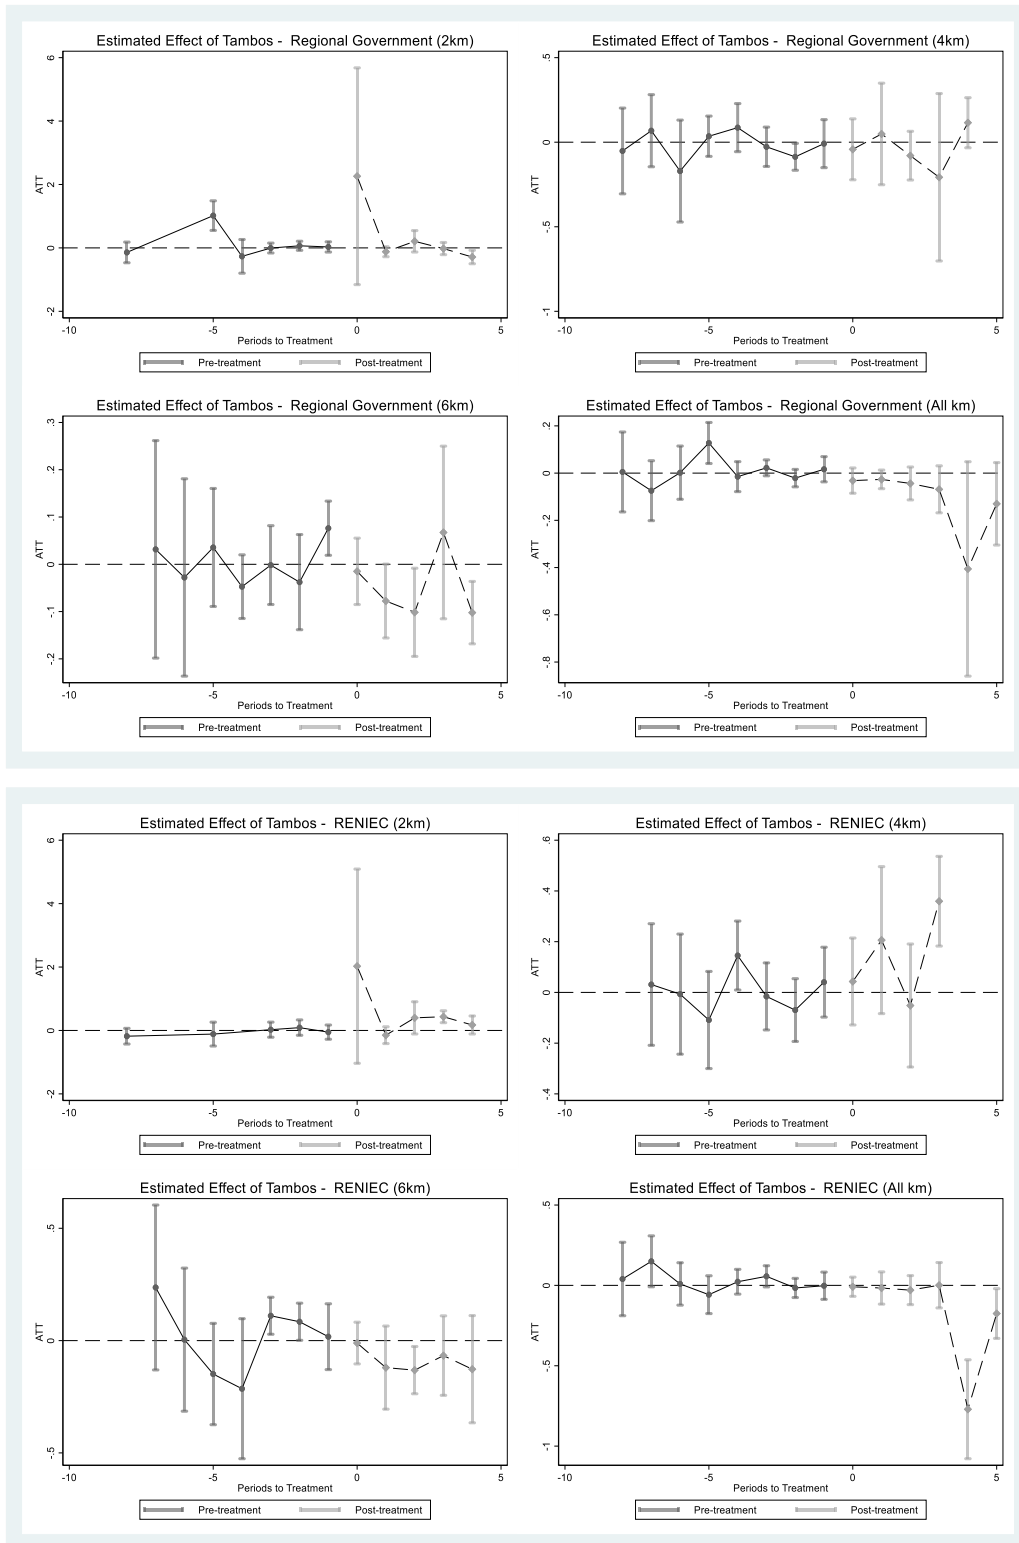 Estimated Effect of Tambos - Regional Government (2km)
ATT
6
4
2
0
-2
-10
-5
0
5
Periods to Treatment
Pre-treatment
Post-treatment
Estimated Effect of Tambos - Regional Government (4km)
ATT
.5
0
-.5
-1
-10
-5
0
5
Periods to Treatment
Pre-treatment
Post-treatment
Estimated Effect of Tambos - Regional Government (6km)
ATT
.3
.2
.1
0
-.1
-.2
-10
-5
0
5
Periods to Treatment
Pre-treatment
Post-treatment
Estimated Effect of Tambos - Regional Government (All km)
ATT
.2
0
-.2
-.4
-.6
-.8
-10
-5
0
5
Periods to Treatment
Pre-treatment
Post-treatment
Estimated Effect of Tambos - RENIEC (2km)
ATT
6
4
2
0
-2
-10
-5
0
5
Periods to Treatment
Pre-treatment
Post-treatment
Estimated Effect of Tambos - RENIEC (4km)
ATT
.6
.4
.2
0
-.2
-.4
-10
-5
0
5
Periods to Treatment
Pre-treatment
Post-treatment
Estimated Effect of Tambos - RENIEC (6km)
ATT
.5
0
-.5
-10
-5
0
5
Periods to Treatment
Pre-treatment
Post-treatment
Estimated Effect of Tambos - RENIEC (All km)
ATT
.5
0
-.5
-1
-10
-5
0
5
Periods to Treatment
Pre-treatment
Post-treatment